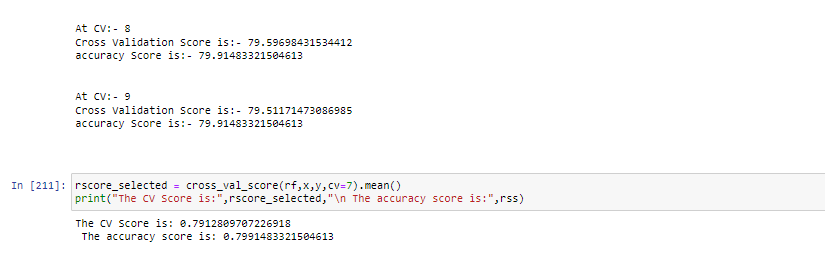 At CV:- 8
Cross Validation Score is:- 79.59698431534412
accuracy Score is:- 79.91483321504613
At CV:- 9
Cross Validation Score is:- 79.51171473086985
accuracy Score is:- 79.91483321504613
In [211]: rscore_selected = cross_val_score(rf,x,y,cv=7).mean()
print("The CV Score is:",rscore_selected,"\n The accuracy score is:",rss)
The CV Score is: 0.7912809707226918
The accuracy score is: 0.7991483321504613